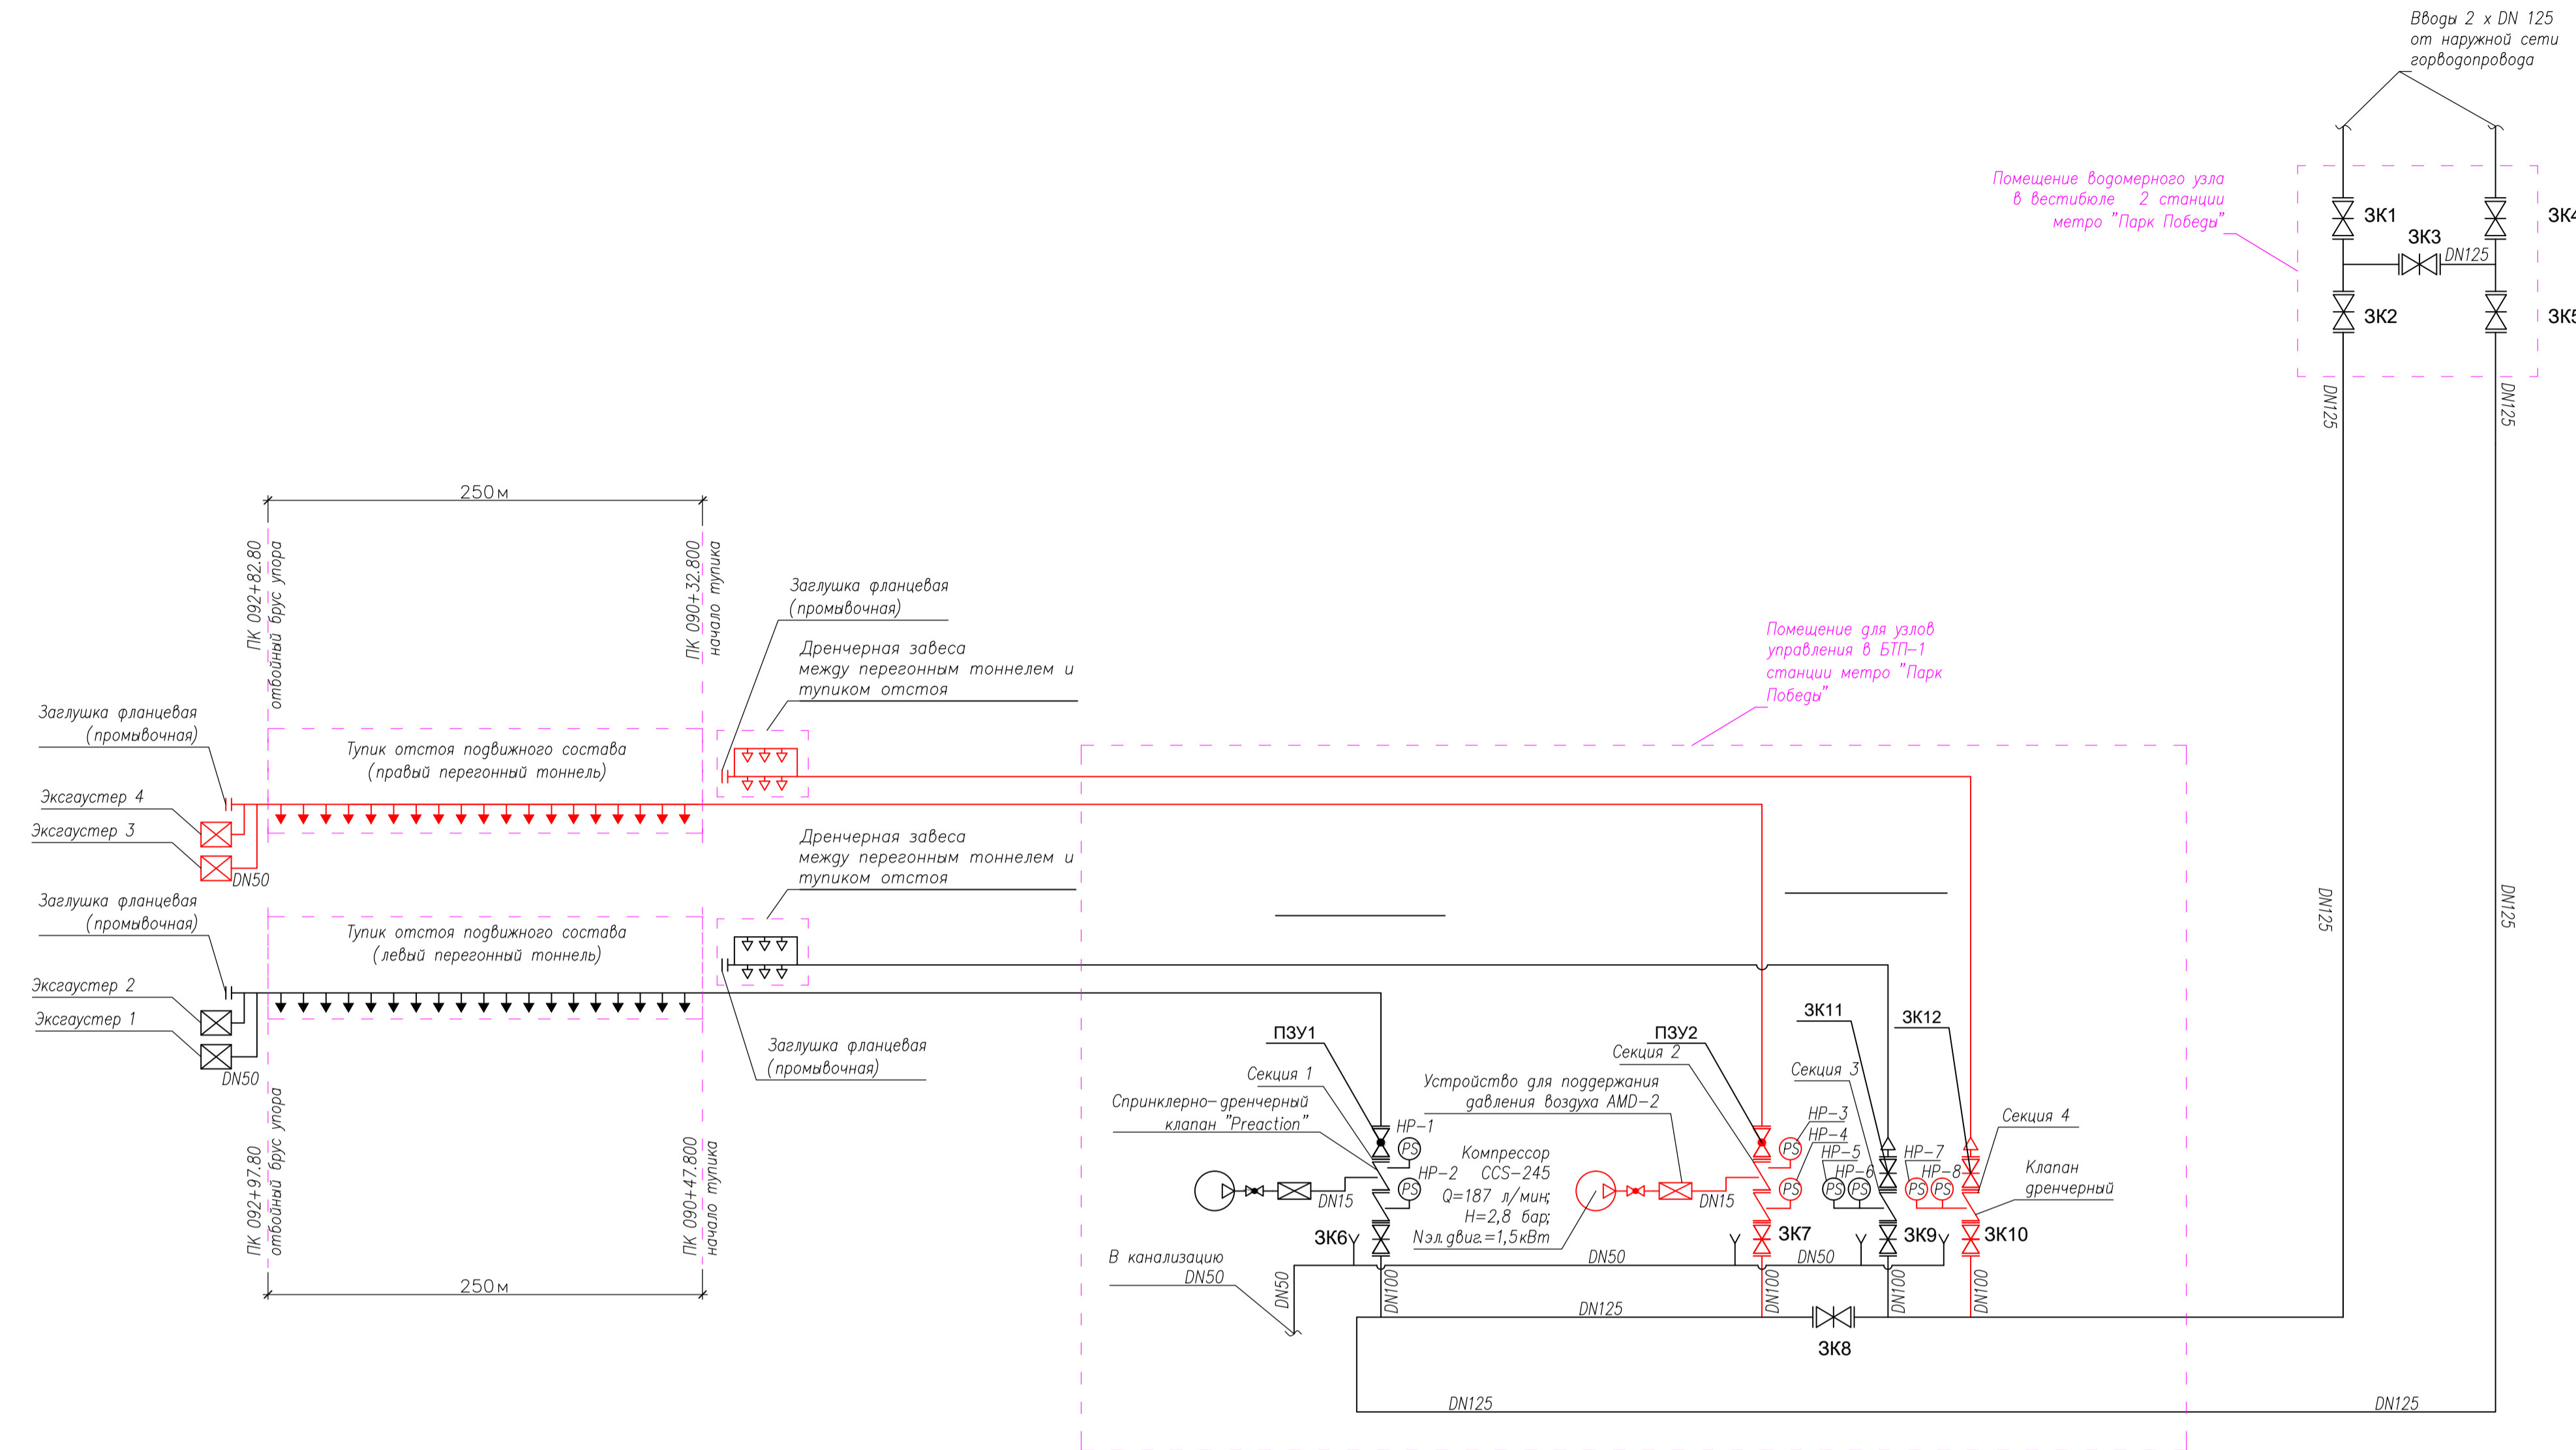 Вводы 2 х DN 125
от наружной сети
горводопровода
Помещение водомерного узла
в вестибюле 2 станции
метро "Парк Победы"
ЗК1
ЗК3
DN125
ЗК2
DN125
DN125
250м
ПК 092+82.80
отбойный брус упора
ПК 090+32.800
начало тупика
Заглушка фланцевая
(промывочная)
Дренчерная завеса
между перегонным тоннелем и
тупиком отстоя
Помещение для узлов
управления в БТП-1
станции метро "Парк
Победы"
Заглушка фланцевая
(промывочная)
Тупик отстоя подвижного состава
(правый перегонный тоннель)
Эксгаустер 4
Эксгаустер 3
DN50
Дренчерная завеса
между перегонным тоннелем и
тупиком отстоя
DN125
DN125
Заглушка фланцевая
(промывочная)
Тупик отстоя подвижного состава
(левый перегонный тоннель)
Эксгаустер 2
Эксгаустер 1
DN50
Заглушка фланцевая
(промывочная)
ПК 092+97.80
отбойный брус упора
ПК 090+47.800
начало тупика
250м
ПЗУ1
Секция 1
Спринклерно-дренчерный
клапан "Preaction"
HP-1
PS
HP-2
PS
DN15
ЗК6
ПЗУ2
Секция 2
Устройство для поддержания
давления воздуха AMD-2
Компрессор
CCS-245
Q=187 л/мин;
H=2,8 бар;
Nэл.двиг.=1,5кВт
DN15
HP-3
PS
HP-4
PS
ЗК7
ЗК11
Секция 3
HP-5
HP-6
PS
PS
ЗК9
ЗК12
Секция 4
HP-7
HP-8
PS
PS
Клапан
дренчерный
ЗК10
В канализацию
DN50
DN50
DN50
DN50
DN100
DN100
DN100
DN100
DN125
ЗК8
DN125
DN125